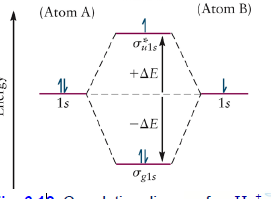 (Atom A) (Atom B)
σ*u1s
+ΔE
1s 1s
−ΔE
σg1s
Energy